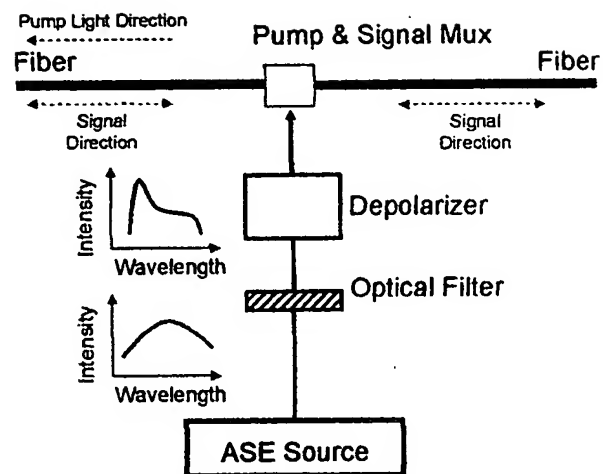 Pump Light Direction
Pump & Signal Mux
Fiber
Fiber
Signal
Direction
Signal
Direction
Intensity
Wavelength
Depolarizer
Optical Filter
Intensity
Wavelength
ASE Source